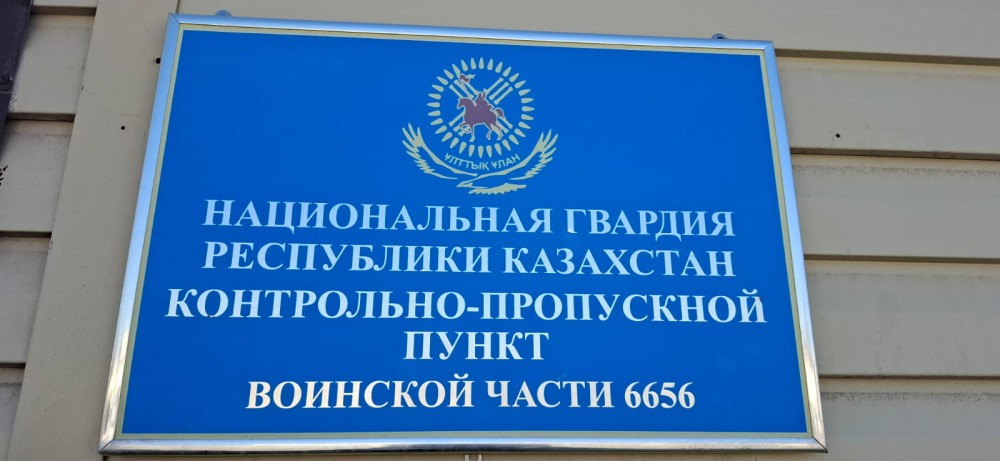 ҰЛТТЫҚ ҰЛАН
НАЦИОНАЛЬНАЯ ГВАРДИЯ
РЕСПУБЛИКИ КАЗАХСТАН
КОНТРОЛЬНО-ПРОПУСКНОЙ
ПУНКТ
ВОИНСКОЙ ЧАСТИ 6656